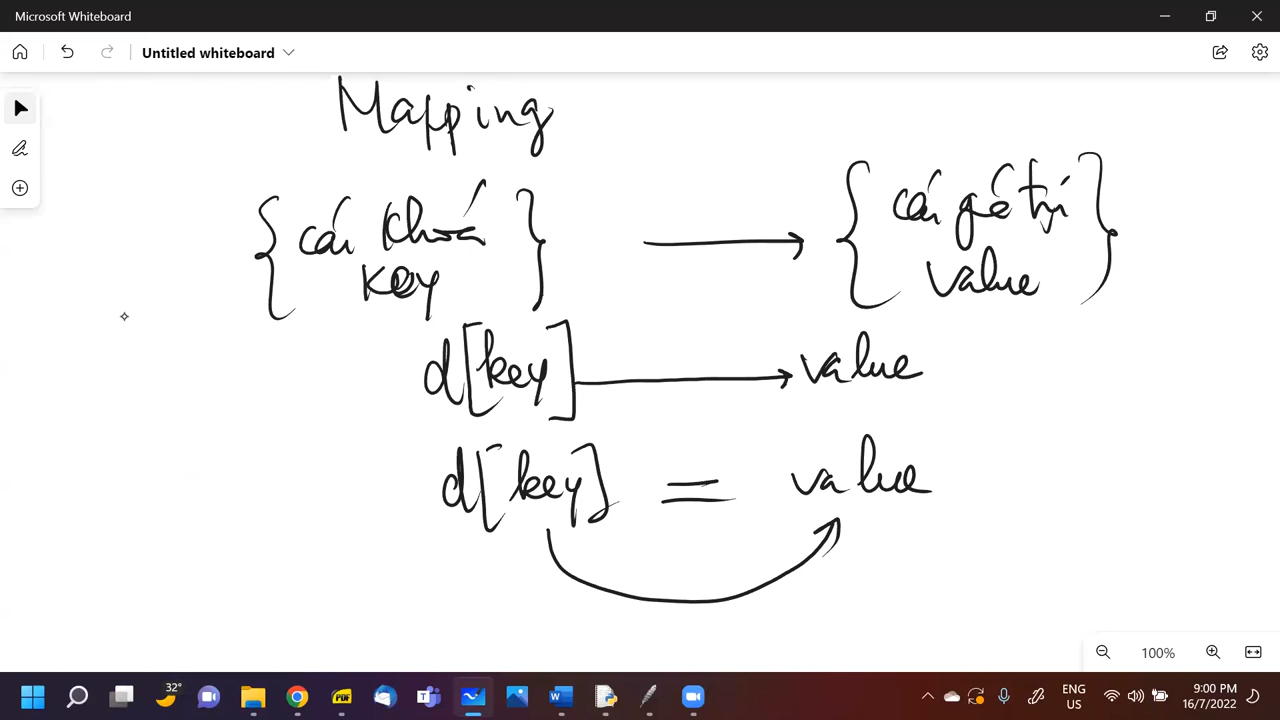 Microsoft Whiteboard
Untitled whiteboard
Mapping
{ cái khoá } → { cái giá trị }
key value
d[key] → value
d[key] = value
100%
32°
ENG
US
9:00 PM
16/7/2022